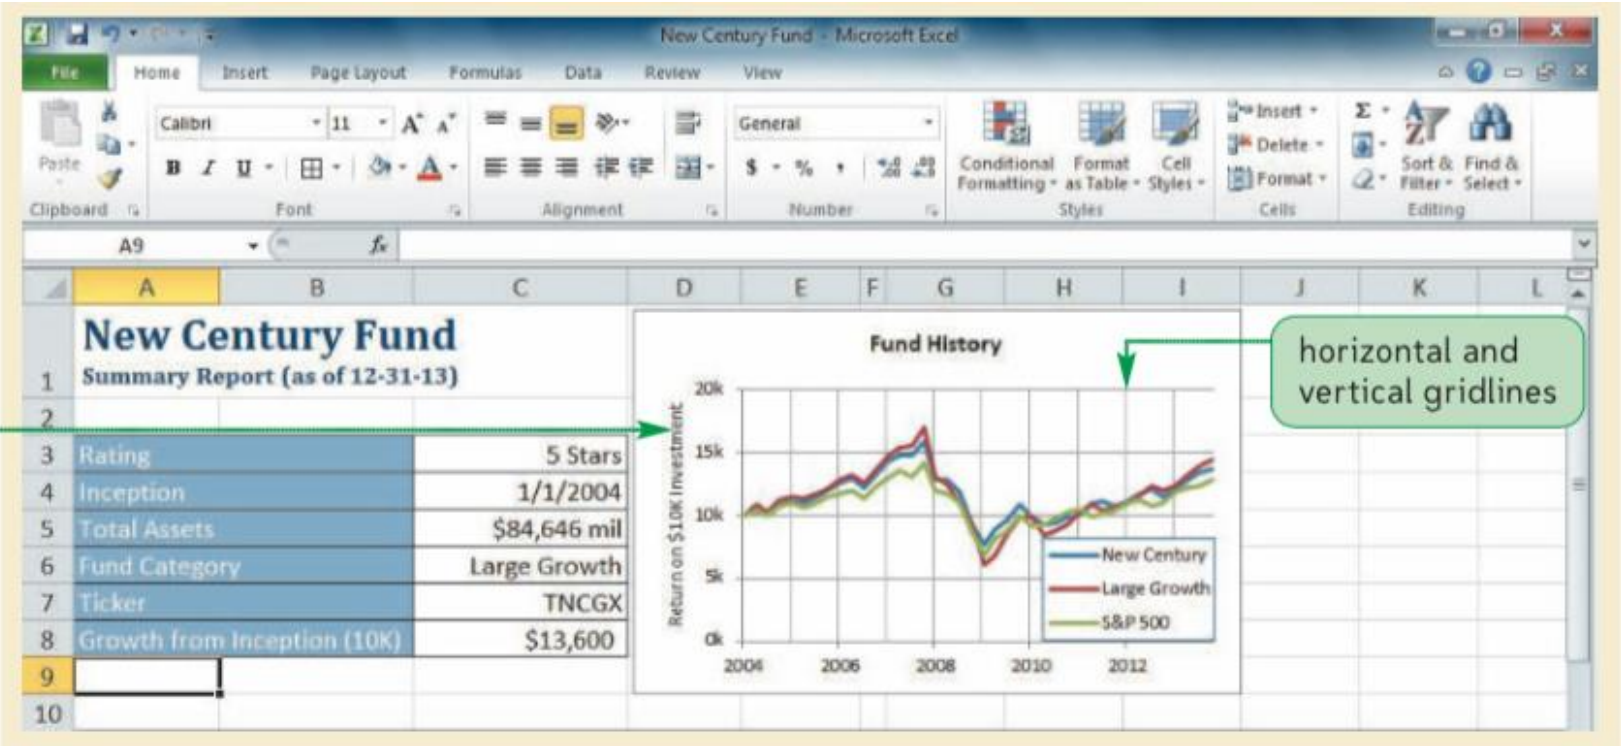 New Century Fund - Microsoft Excel
File Home Insert Page Layout Formulas Data Review View
Calibri 11 A A General Insert Σ
Paste B I U A $ % , Conditional Formatting Format as Table Cell Styles Delete Format Sort & Filter Find & Select
Clipboard Font Alignment Number Styles Cells Editing
A9 fx
A B C D E F G H I J K L
1 New Century Fund
Summary Report (as of 12-31-13)
2
3 Rating 5 Stars
4 Inception 1/1/2004
5 Total Assets $84,646 mil
6 Fund Category Large Growth
7 Ticker TNCGX
8 Growth from Inception (10K) $13,600
9
10
Fund History
Return on $10K Investment
20k
15k
10k
5k
0k
2004 2006 2008 2010 2012
New Century
Large Growth
S&P 500
horizontal and
vertical gridlines